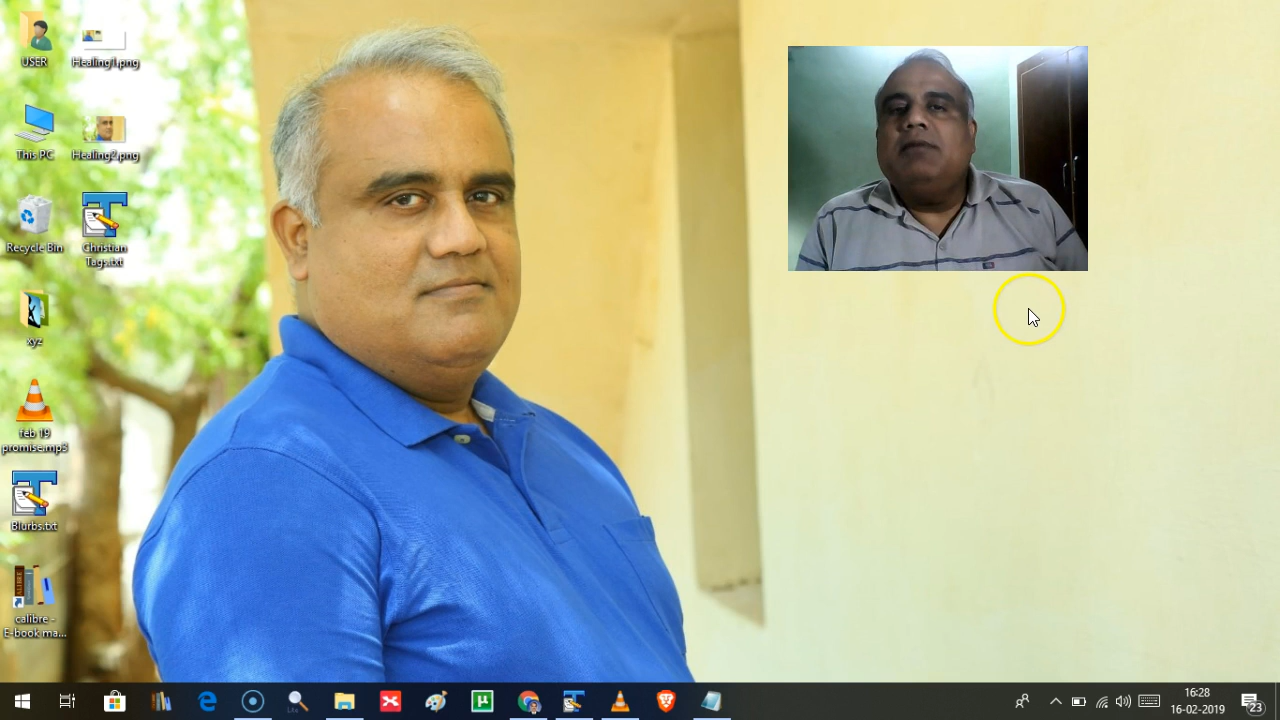 USER
Healing1.png
This PC
Healing2.png
Recycle Bin
Christian
Tags.txt
xyz
feb 19
promise.mp3
Blurbs.txt
calibre -
E-book ma...
16:28
16-02-2019
23